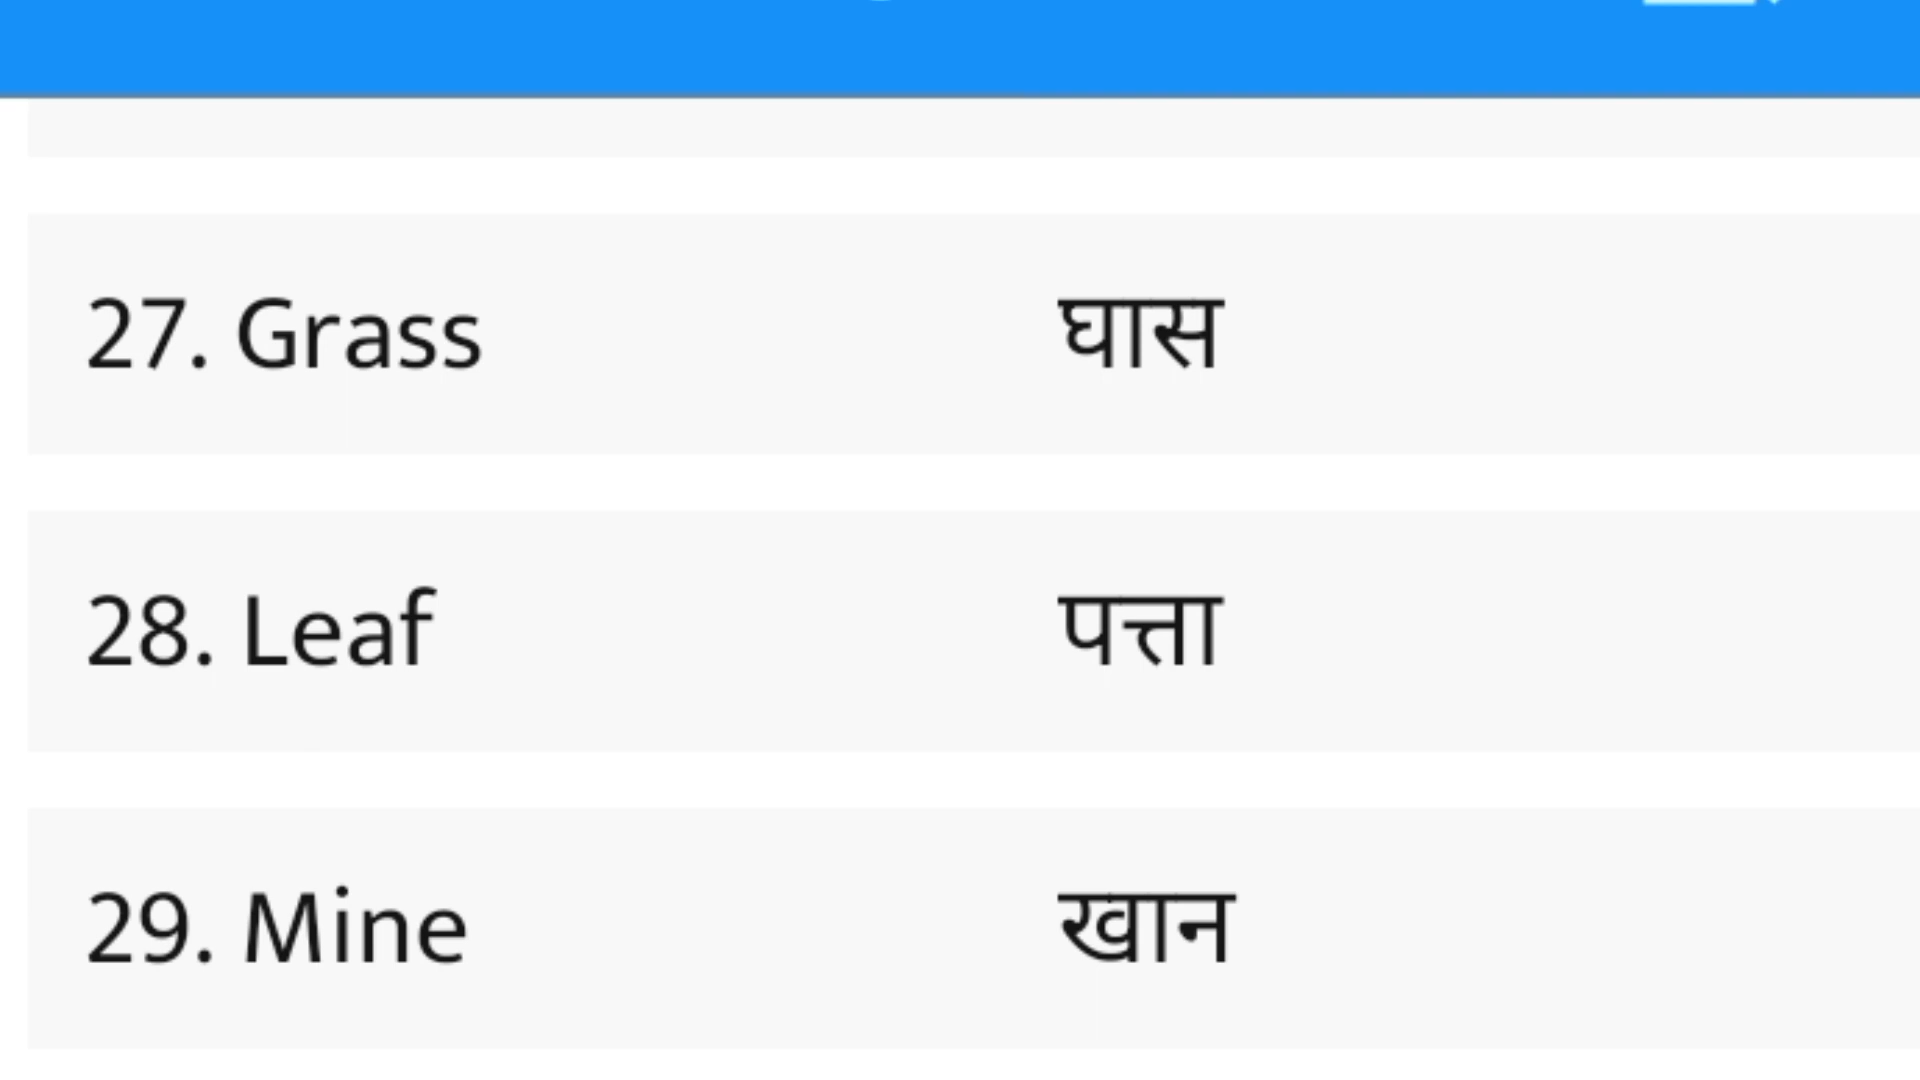 27. Grass घास
28. Leaf पत्ता
29. Mine खान